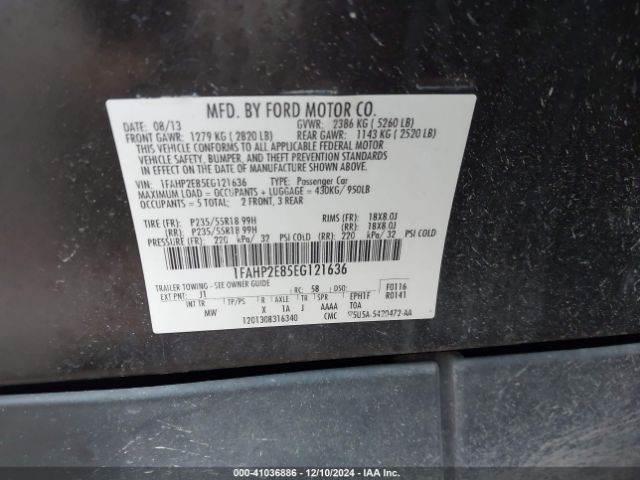 MFD. BY FORD MOTOR CO.
DATE: 08/13 GVWR: 2386 KG ( 5260 LB)
FRONT GAWR: 1279 KG ( 2820 LB) REAR GAWR: 1143 KG ( 2520 LB)
THIS VEHICLE CONFORMS TO ALL APPLICABLE FEDERAL MOTOR
VEHICLE SAFETY, BUMPER, AND THEFT PREVENTION STANDARDS
IN EFFECT ON THE DATE OF MANUFACTURE SHOWN ABOVE.
VIN: 1FAHP2E85EG121636 TYPE: Passenger Car
MAXIMUM LOAD = OCCUPANTS + LUGGAGE = 430KG/ 950LB
OCCUPANTS = 5 TOTAL; 2 FRONT, 3 REAR
TIRE (FR): P235/55R18 99H RIMS (FR): 18X8.0J
(RR): P235/55R18 99H (RR): 18X8.0J
PRESSURE (FR): 220 kPa/ 32 PSI COLD (RR): 220 kPa/ 32 PSI COLD
1FAHP2E85EG121636
TRAILER TOWING - SEE OWNER GUIDE F0116
EXT PNT: J1 RC: 58 DSO: R0141
INT TR TP/PS R AXLE TR SPR EPH1F
MW X 1A J AAAA TOA
1201308316340 CMC
00-41036886 - 12/10/2024 - IAA Inc.